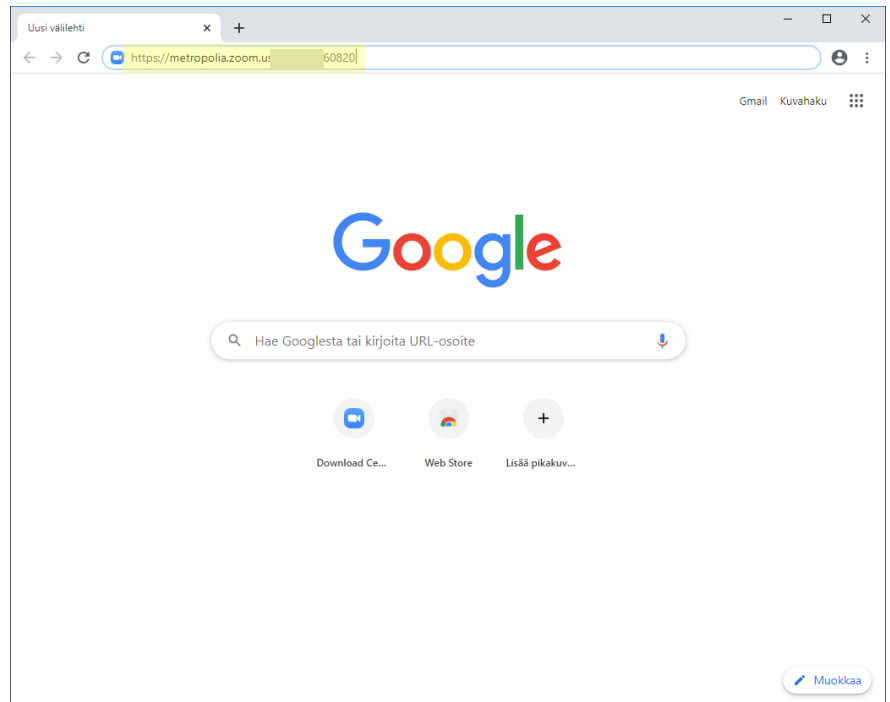 Uusi välilehti
https://metropolia.zoom.us 60820
Gmail Kuvahaku
Google
Hae Googlesta tai kirjoita URL-osoite
Download Ce... Web Store Lisää pikakuv...
Muokkaa